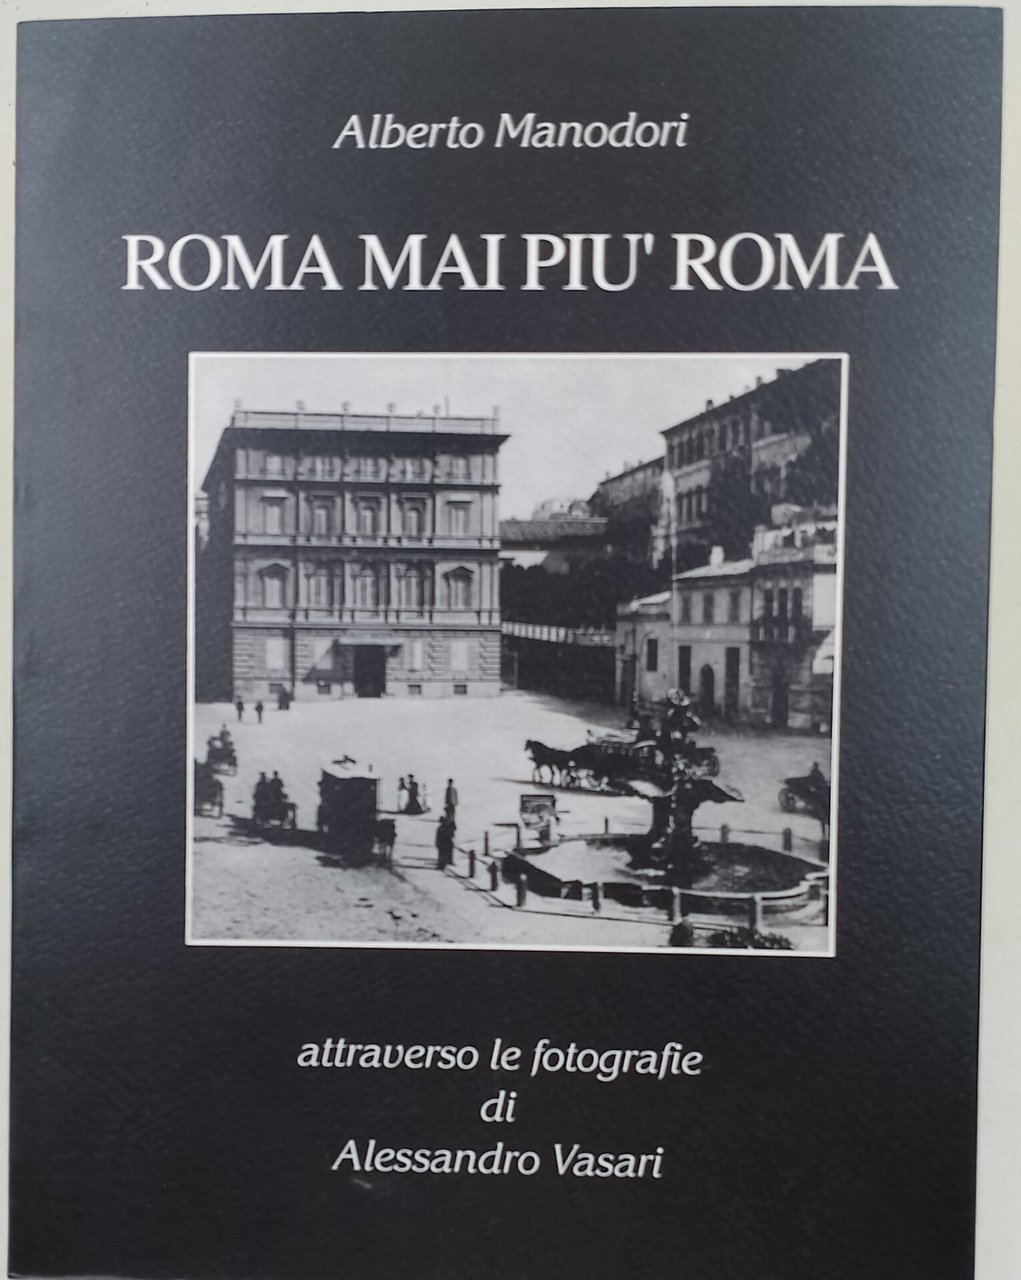 Alberto Manodori
ROMA MAI PIU' ROMA
attraverso le fotografie
di
Alessandro Vasari